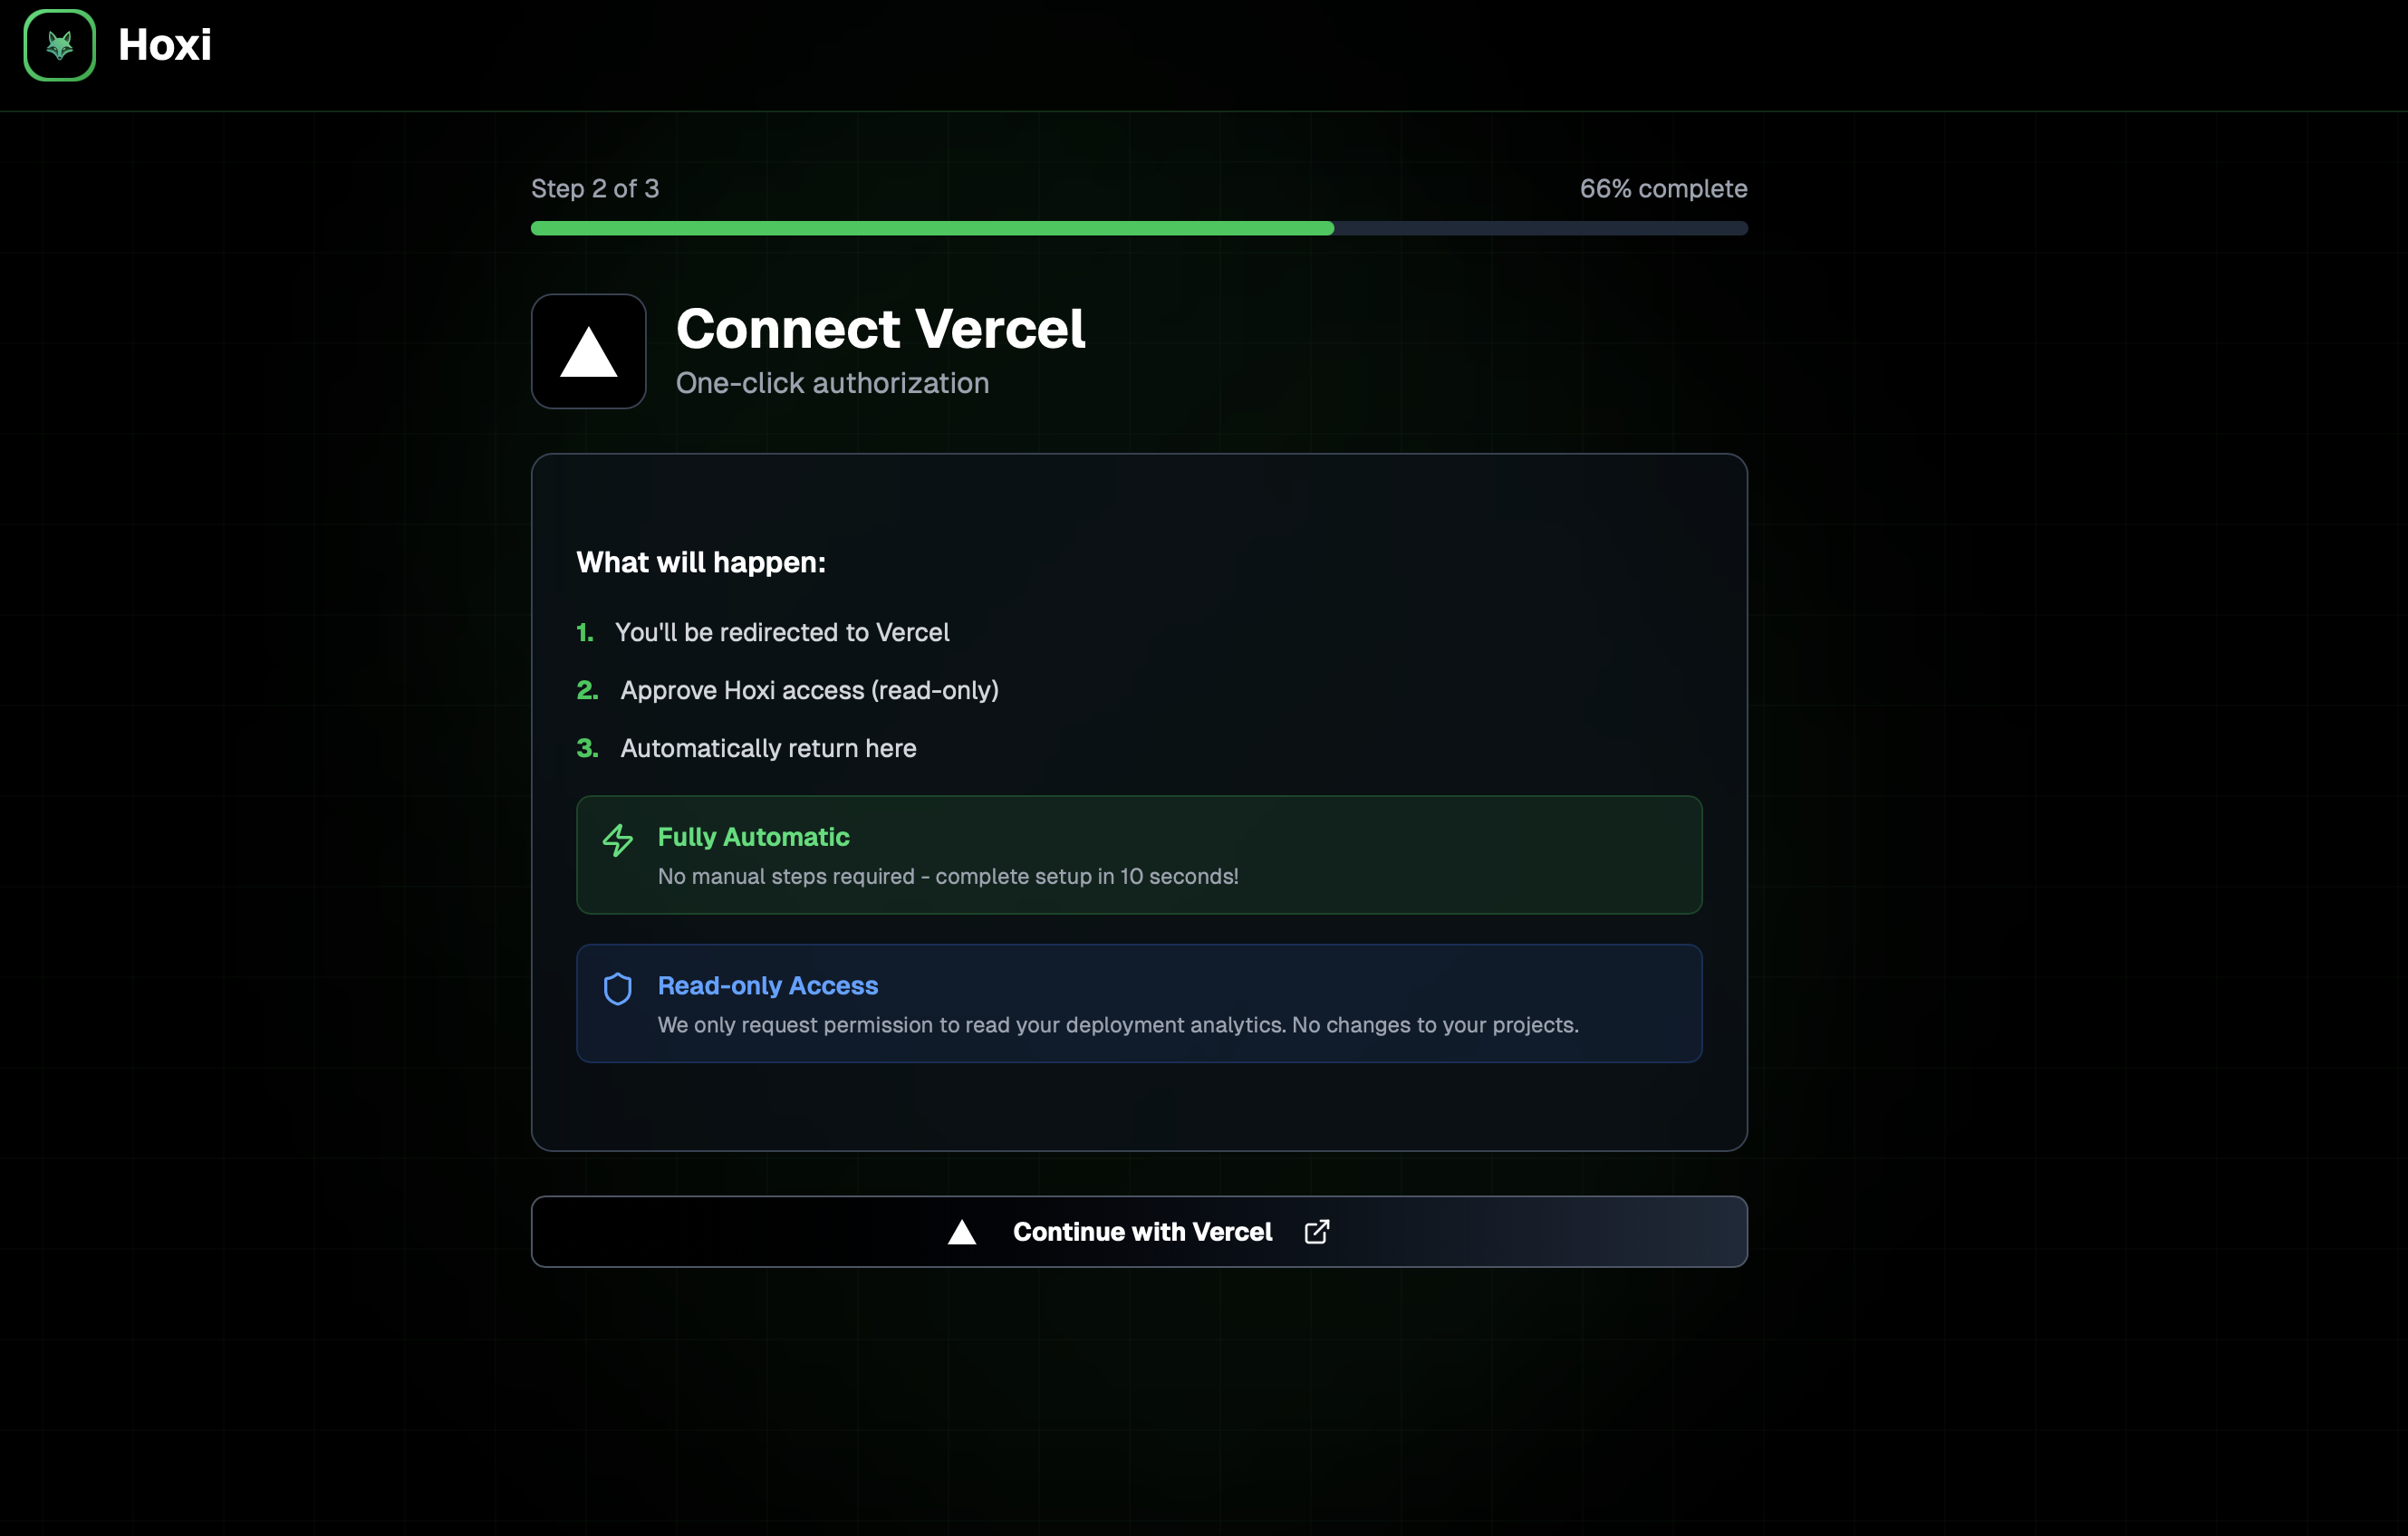 Hoxi
Step 2 of 3
66% complete
Connect Vercel
One-click authorization
What will happen:
1. You'll be redirected to Vercel
2. Approve Hoxi access (read-only)
3. Automatically return here
Fully Automatic
No manual steps required - complete setup in 10 seconds!
Read-only Access
We only request permission to read your deployment analytics. No changes to your projects.
Continue with Vercel